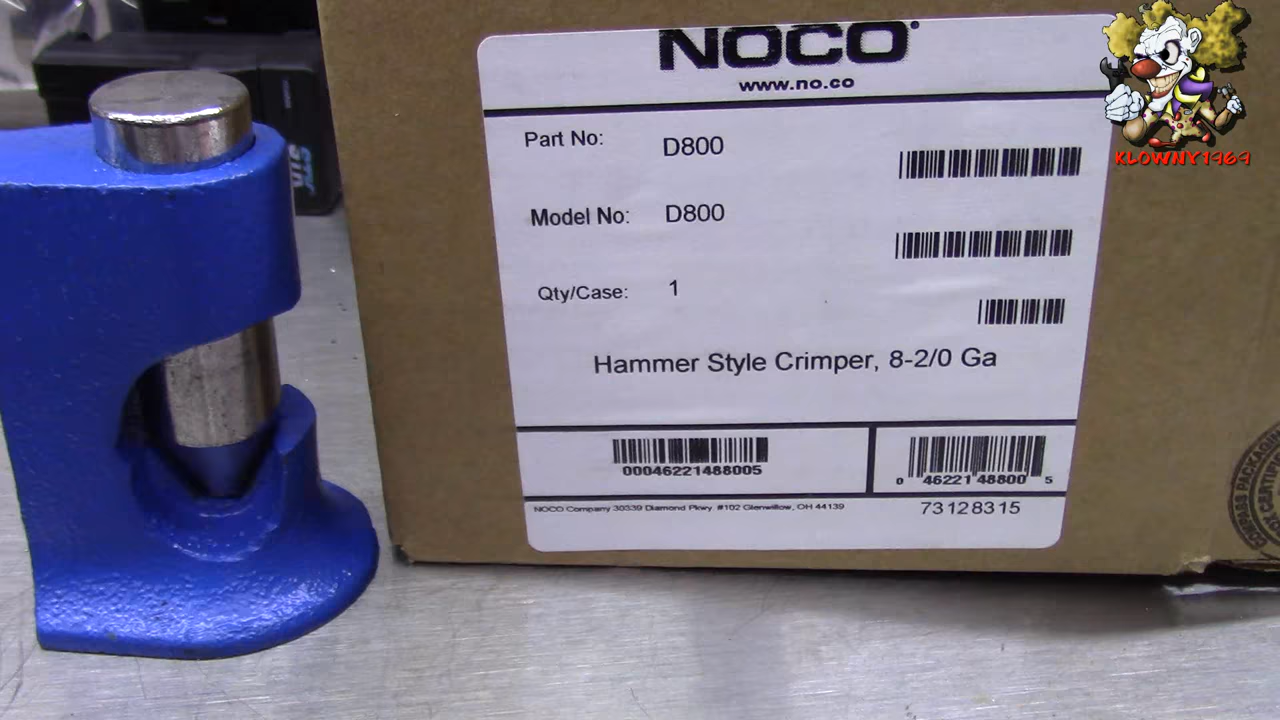 NOCO
www.no.co
KLOWNY1969
Part No: D800
Model No: D800
Qty/Case: 1
Hammer Style Crimper, 8-2/0 Ga
00046221488005
0 46221 48800 5
NOCO Company 30339 Diamond Pkwy #102 Glenwillow, OH 44139
73128315